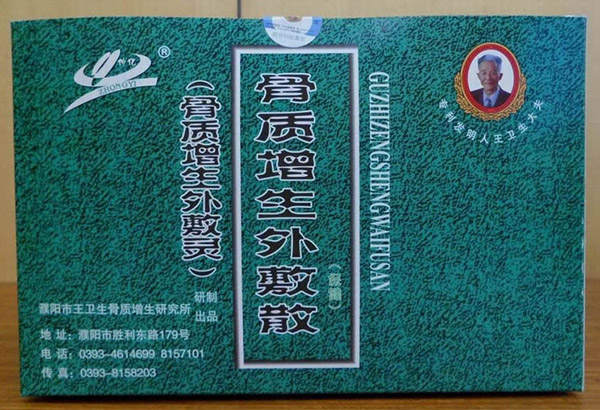 仲亿
ZHONGYI
®
骨质增生外敷散
GUZHIZENGSHENGWAIFUSAN
（骨质增生外敷灵）
专利发明人王卫生大夫
濮阳市王卫生骨质增生研究所 研制
出品
地 址：濮阳市胜利东路179号
电 话：0393-4614699 8157101
传 真：0393-8158203